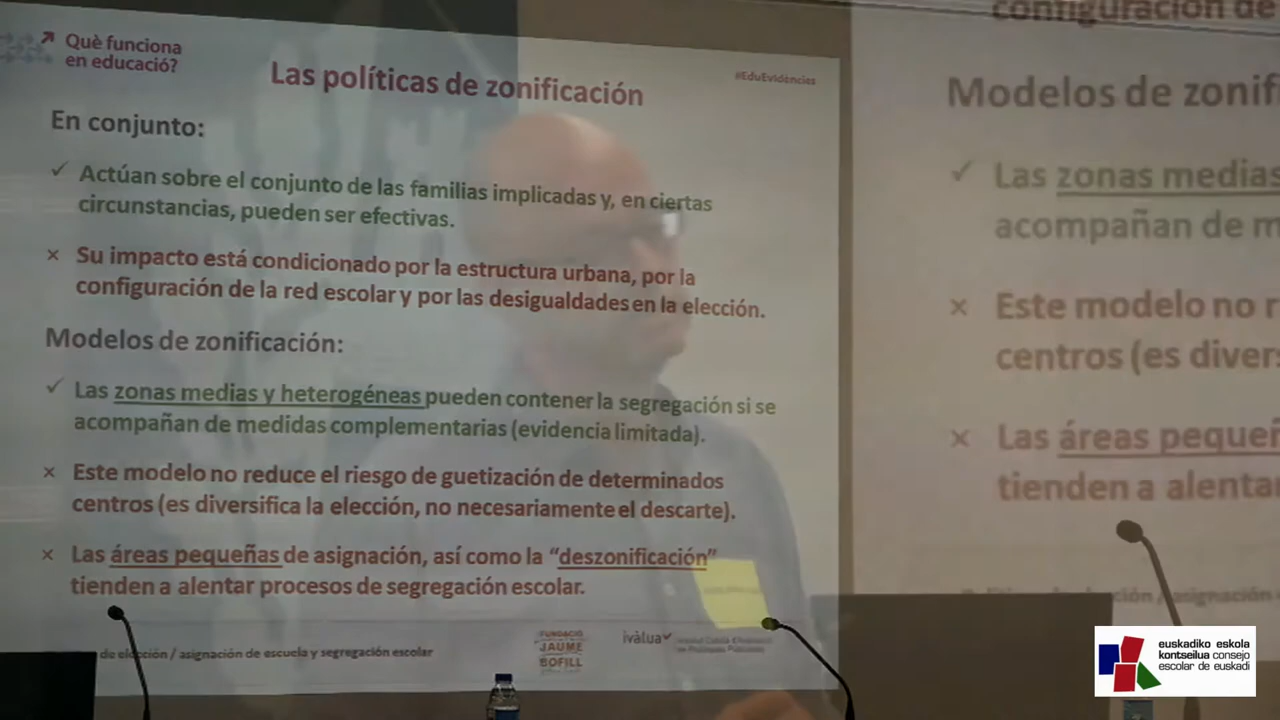 Què funciona
en educació?
Las políticas de zonificación
#EduEvidències
En conjunto:
✓ Actúan sobre el conjunto de las familias implicadas y, en ciertas
circunstancias, pueden ser efectivas.
× Su impacto está condicionado por la estructura urbana, por la
configuración de la red escolar y por las desigualdades en la elección.
Modelos de zonificación:
✓ Las zonas medias y heterogéneas pueden contener la segregación si se
acompañan de medidas complementarias (evidencia limitada).
× Este modelo no reduce el riesgo de guetización de determinados
centros (es diversifica la elección, no necesariamente el descarte).
× Las áreas pequeñas de asignación, así como la “deszonificación”
tienden a alentar procesos de segregación escolar.
de elección / asignación de escuela y segregación escolar
FUNDACIÓ
JAUME
BOFILL
ivàlua
configuración de
Modelos de zonif
✓ Las zonas medias
acompañan de m
× Este modelo no r
centros (es divers
× Las áreas pequeñ
tienden a alenta
ción / asignación
euskadiko eskola
kontseilua consejo
escolar de euskadi